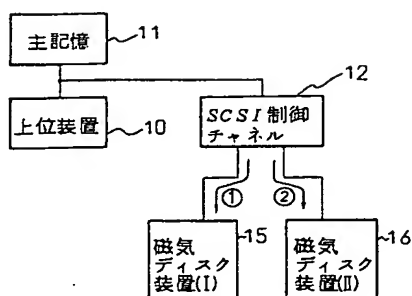 主記憶
11
12
上位装置
10
SCSI制御
チャネル
①
②
15
磁気
ディスク
装置(I)
16
磁気
ディスク
装置(II)